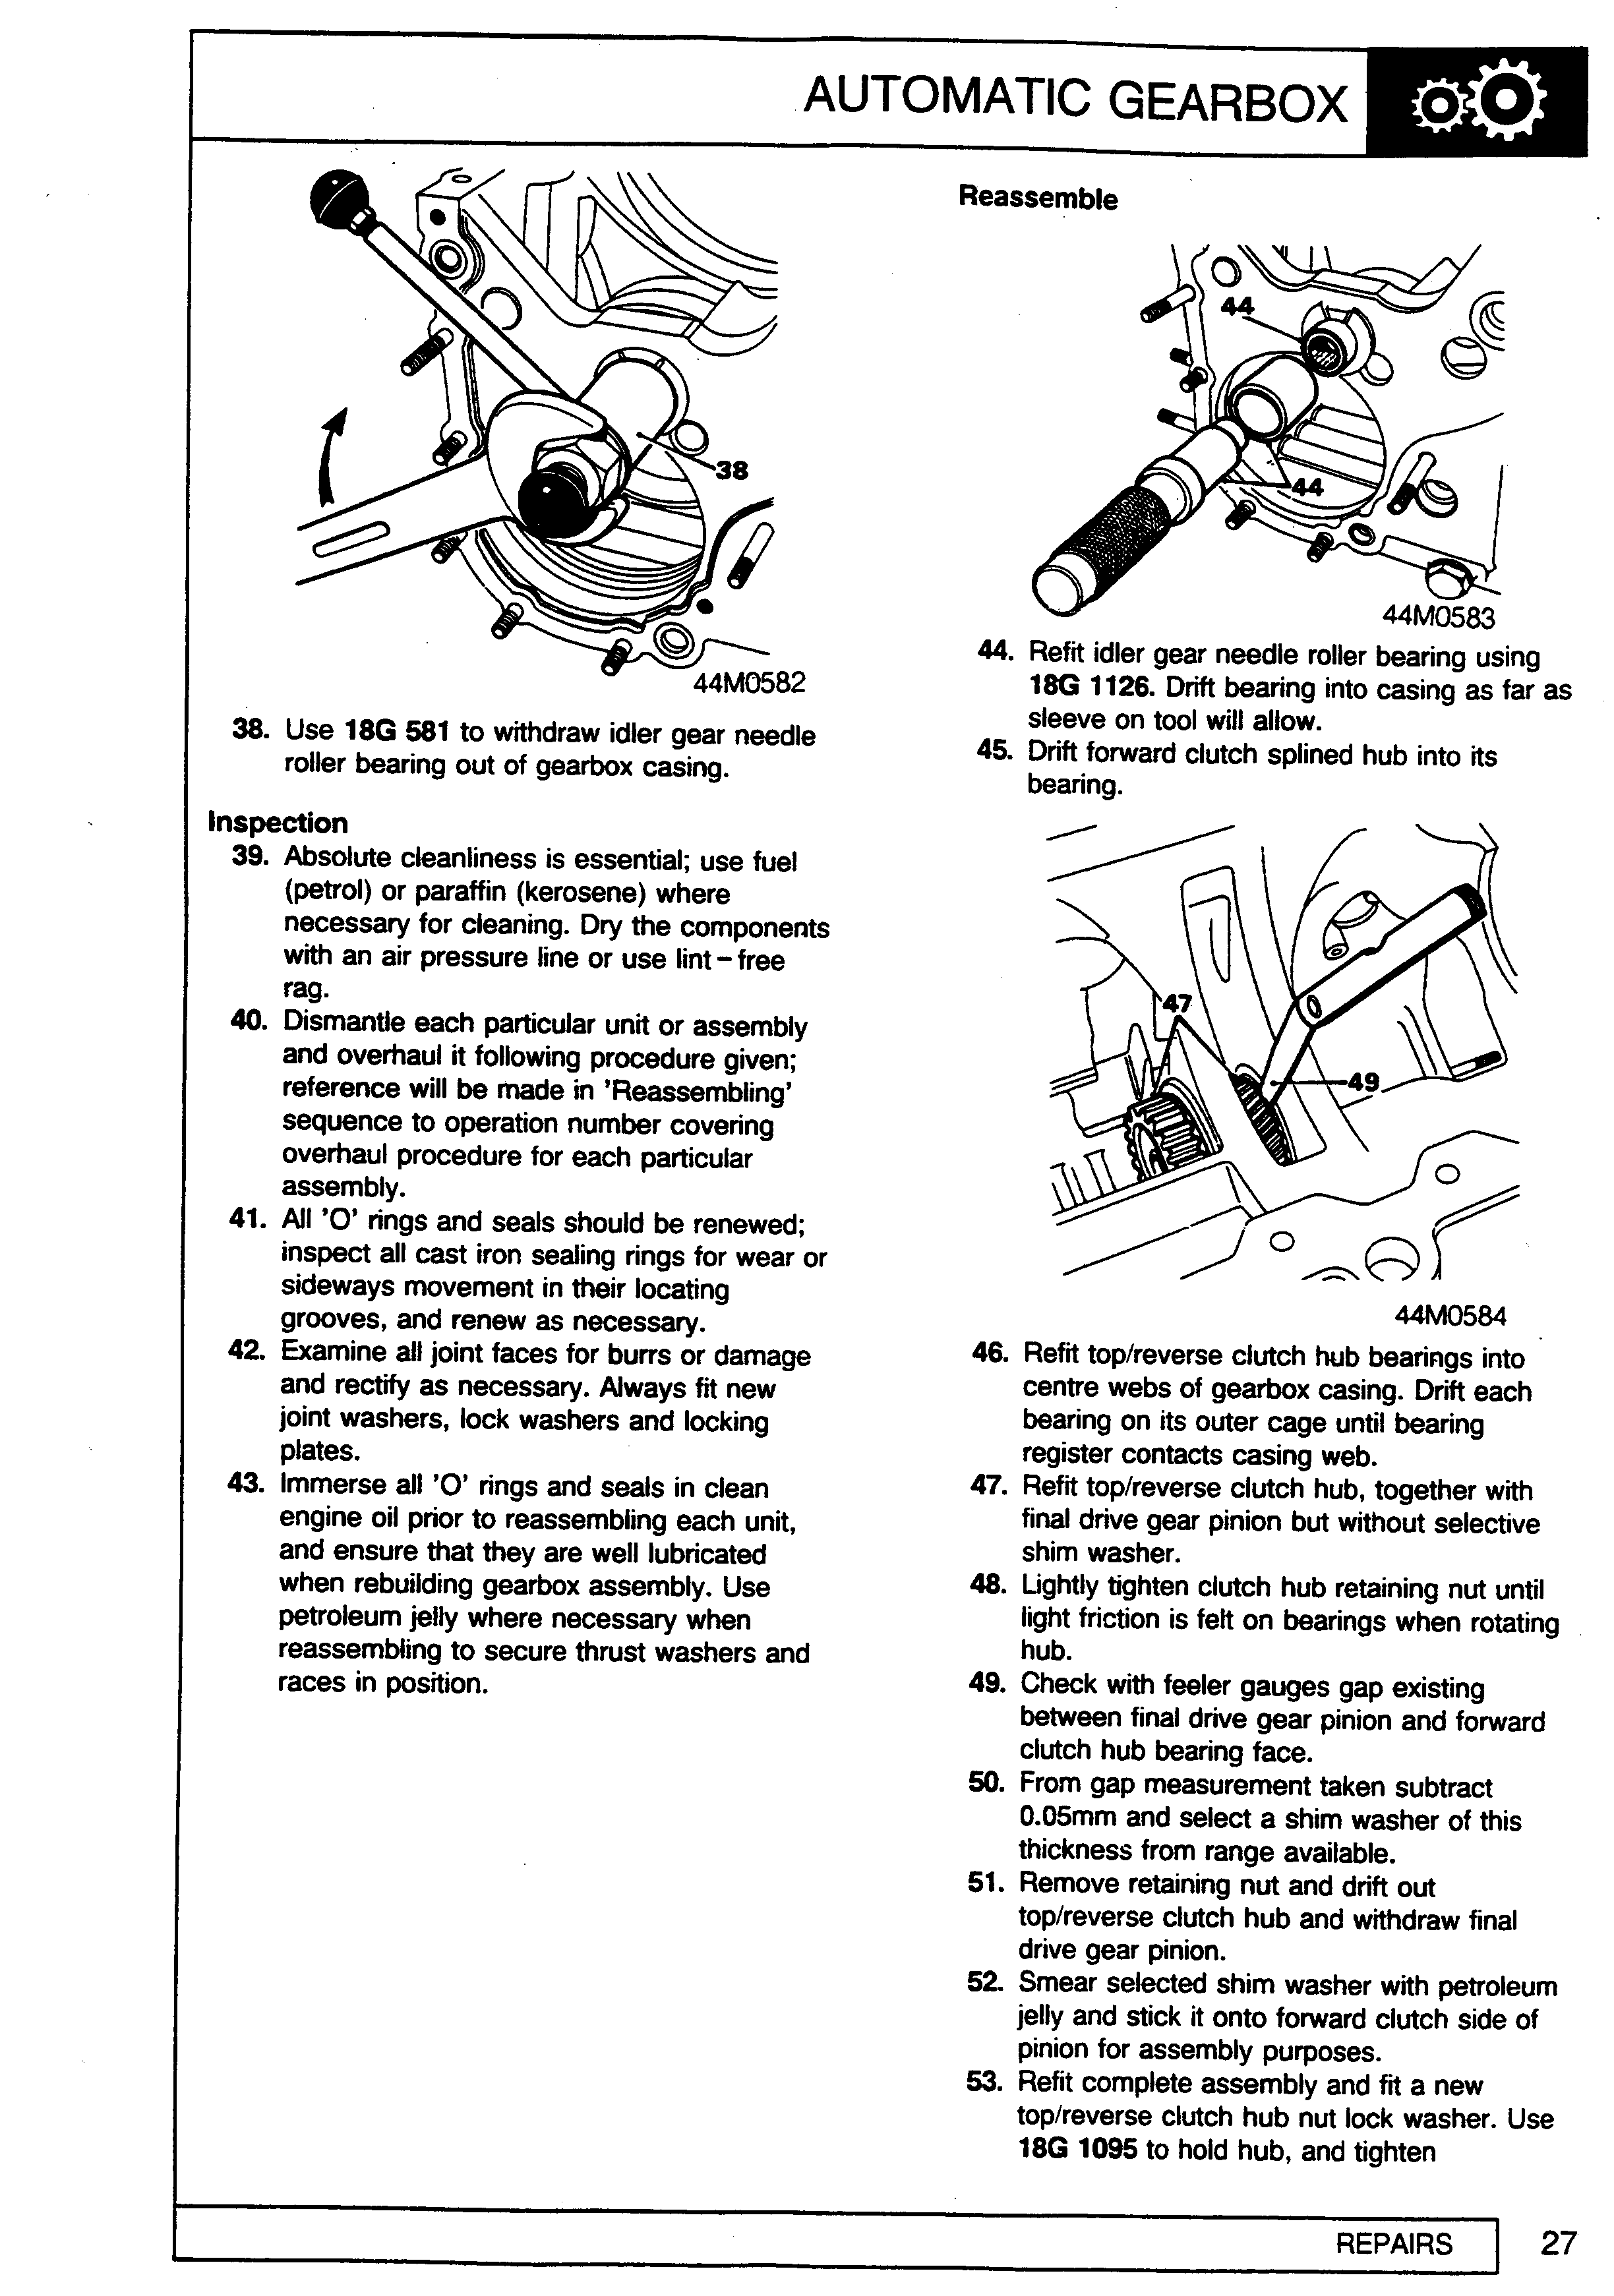 AUTOMATIC GEARBOX
38
44M0582
38. Use 18G 581 to withdraw idler gear needle
roller bearing out of gearbox casing.
Inspection
39. Absolute cleanliness is essential; use fuel
(petrol) or paraffin (kerosene) where
necessary for cleaning. Dry the components
with an air pressure line or use lint–free
rag.
40. Dismantle each particular unit or assembly
and overhaul it following procedure given;
reference will be made in 'Reassembling'
sequence to operation number covering
overhaul procedure for each particular
assembly.
41. All 'O' rings and seals should be renewed;
inspect all cast iron sealing rings for wear or
sideways movement in their locating
grooves, and renew as necessary.
42. Examine all joint faces for burrs or damage
and rectify as necessary. Always fit new
joint washers, lock washers and locking
plates.
43. Immerse all 'O' rings and seals in clean
engine oil prior to reassembling each unit,
and ensure that they are well lubricated
when rebuilding gearbox assembly. Use
petroleum jelly where necessary when
reassembling to secure thrust washers and
races in position.
Reassemble
44
44
44M0583
44. Refit idler gear needle roller bearing using
18G 1126. Drift bearing into casing as far as
sleeve on tool will allow.
45. Drift forward clutch splined hub into its
bearing.
47
49
44M0584
46. Refit top/reverse clutch hub bearings into
centre webs of gearbox casing. Drift each
bearing on its outer cage until bearing
register contacts casing web.
47. Refit top/reverse clutch hub, together with
final drive gear pinion but without selective
shim washer.
48. Lightly tighten clutch hub retaining nut until
light friction is felt on bearings when rotating
hub.
49. Check with feeler gauges gap existing
between final drive gear pinion and forward
clutch hub bearing face.
50. From gap measurement taken subtract
0.05mm and select a shim washer of this
thickness from range available.
51. Remove retaining nut and drift out
top/reverse clutch hub and withdraw final
drive gear pinion.
52. Smear selected shim washer with petroleum
jelly and stick it onto forward clutch side of
pinion for assembly purposes.
53. Refit complete assembly and fit a new
top/reverse clutch hub nut lock washer. Use
18G 1095 to hold hub, and tighten
REPAIRS
27